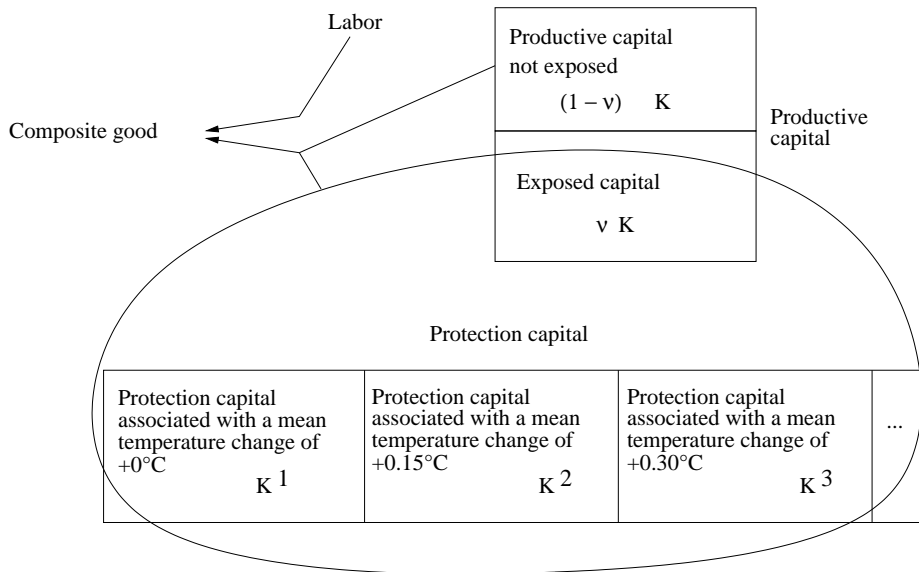 Labor
Productive capital
not exposed
(1 − ν) K
Composite good
Productive
capital
Exposed capital
ν K
Protection capital
Protection capital
associated with a mean
temperature change of
+0°C
K 1
Protection capital
associated with a mean
temperature change of
+0.15°C
K 2
Protection capital
associated with a mean
temperature change of
+0.30°C
K 3
...